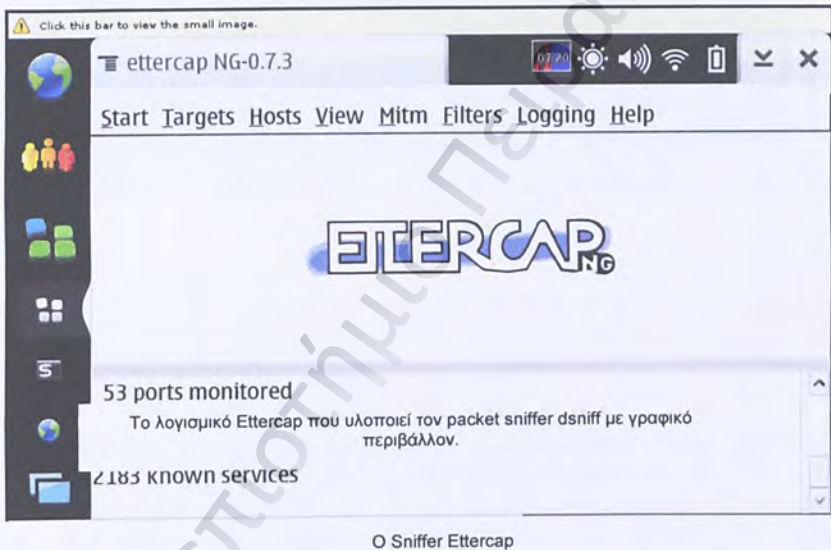 Click this bar to view the small image.
ettercap NG-0.7.3
07:20
Start Targets Hosts View Mitm Filters Logging Help
ETTERCAP
NG
53 ports monitored
Το λογισμικό Ettercap που υλοποιεί τον packet sniffer dsniff με γραφικό
περιβάλλον.
2183 known services
Ο Sniffer Ettercap